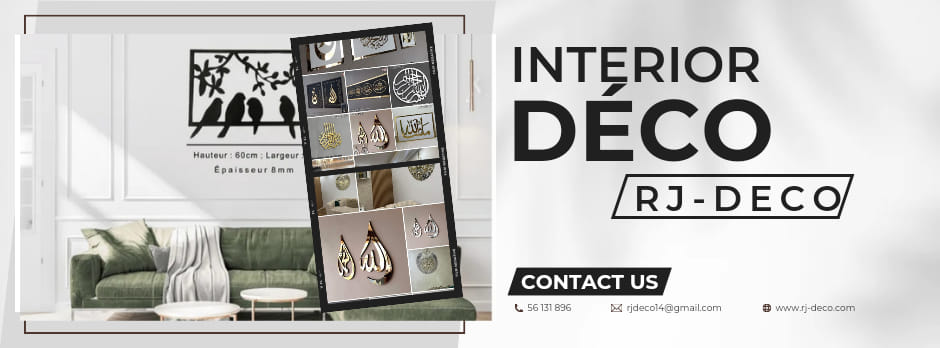 Hauteur : 60cm ; Largeur :
Épaisseur 8mm
INTERIOR
DÉCO
RJ-DECO
CONTACT US
56 131 896
rjdeco14@gmail.com
www.rj-deco.com